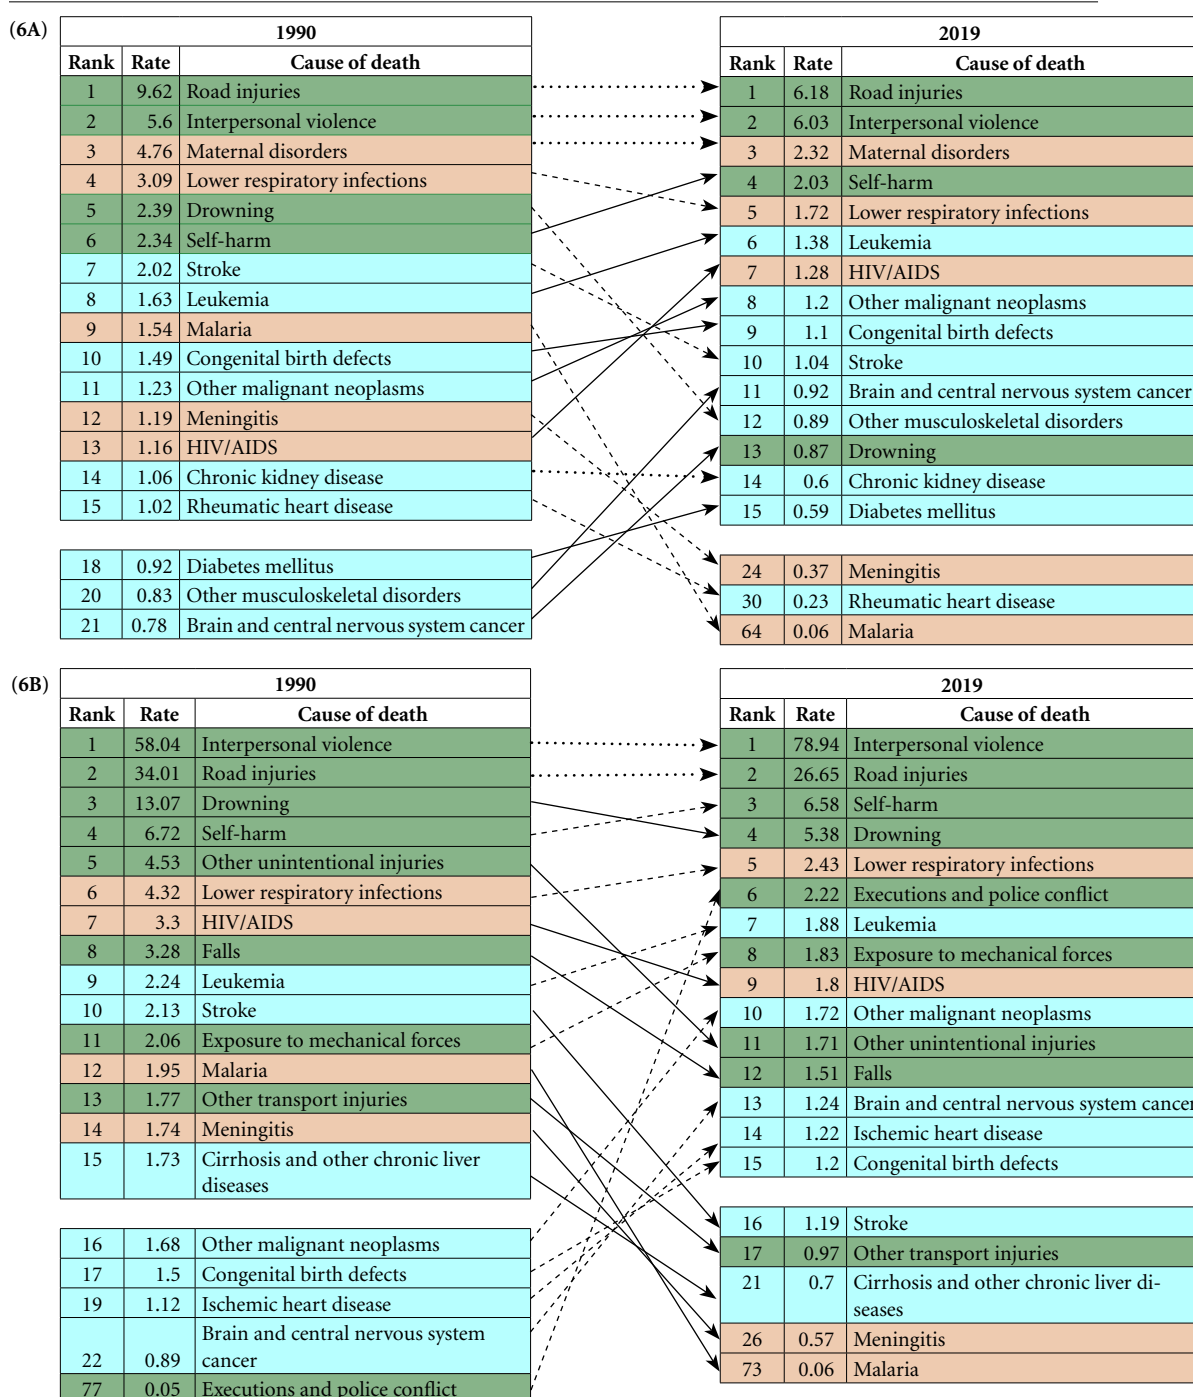 (6A)
1990
Rank Rate Cause of death
1 9.62 Road injuries
2 5.6 Interpersonal violence
3 4.76 Maternal disorders
4 3.09 Lower respiratory infections
5 2.39 Drowning
6 2.34 Self-harm
7 2.02 Stroke
8 1.63 Leukemia
9 1.54 Malaria
10 1.49 Congenital birth defects
11 1.23 Other malignant neoplasms
12 1.19 Meningitis
13 1.16 HIV/AIDS
14 1.06 Chronic kidney disease
15 1.02 Rheumatic heart disease
18 0.92 Diabetes mellitus
20 0.83 Other musculoskeletal disorders
21 0.78 Brain and central nervous system cancer
2019
Rank Rate Cause of death
1 6.18 Road injuries
2 6.03 Interpersonal violence
3 2.32 Maternal disorders
4 2.03 Self-harm
5 1.72 Lower respiratory infections
6 1.38 Leukemia
7 1.28 HIV/AIDS
8 1.2 Other malignant neoplasms
9 1.1 Congenital birth defects
10 1.04 Stroke
11 0.92 Brain and central nervous system cancer
12 0.89 Other musculoskeletal disorders
13 0.87 Drowning
14 0.6 Chronic kidney disease
15 0.59 Diabetes mellitus
24 0.37 Meningitis
30 0.23 Rheumatic heart disease
64 0.06 Malaria
(6B)
1990
Rank Rate Cause of death
1 58.04 Interpersonal violence
2 34.01 Road injuries
3 13.07 Drowning
4 6.72 Self-harm
5 4.53 Other unintentional injuries
6 4.32 Lower respiratory infections
7 3.3 HIV/AIDS
8 3.28 Falls
9 2.24 Leukemia
10 2.13 Stroke
11 2.06 Exposure to mechanical forces
12 1.95 Malaria
13 1.77 Other transport injuries
14 1.74 Meningitis
15 1.73 Cirrhosis and other chronic liver
diseases
16 1.68 Other malignant neoplasms
17 1.5 Congenital birth defects
19 1.12 Ischemic heart disease
Brain and central nervous system
22 0.89 cancer
77 0.05 Executions and police conflict
2019
Rank Rate Cause of death
1 78.94 Interpersonal violence
2 26.65 Road injuries
3 6.58 Self-harm
4 5.38 Drowning
5 2.43 Lower respiratory infections
6 2.22 Executions and police conflict
7 1.88 Leukemia
8 1.83 Exposure to mechanical forces
9 1.8 HIV/AIDS
10 1.72 Other malignant neoplasms
11 1.71 Other unintentional injuries
12 1.51 Falls
13 1.24 Brain and central nervous system cancer
14 1.22 Ischemic heart disease
15 1.2 Congenital birth defects
16 1.19 Stroke
17 0.97 Other transport injuries
21 0.7 Cirrhosis and other chronic liver di-
seases
26 0.57 Meningitis
73 0.06 Malaria